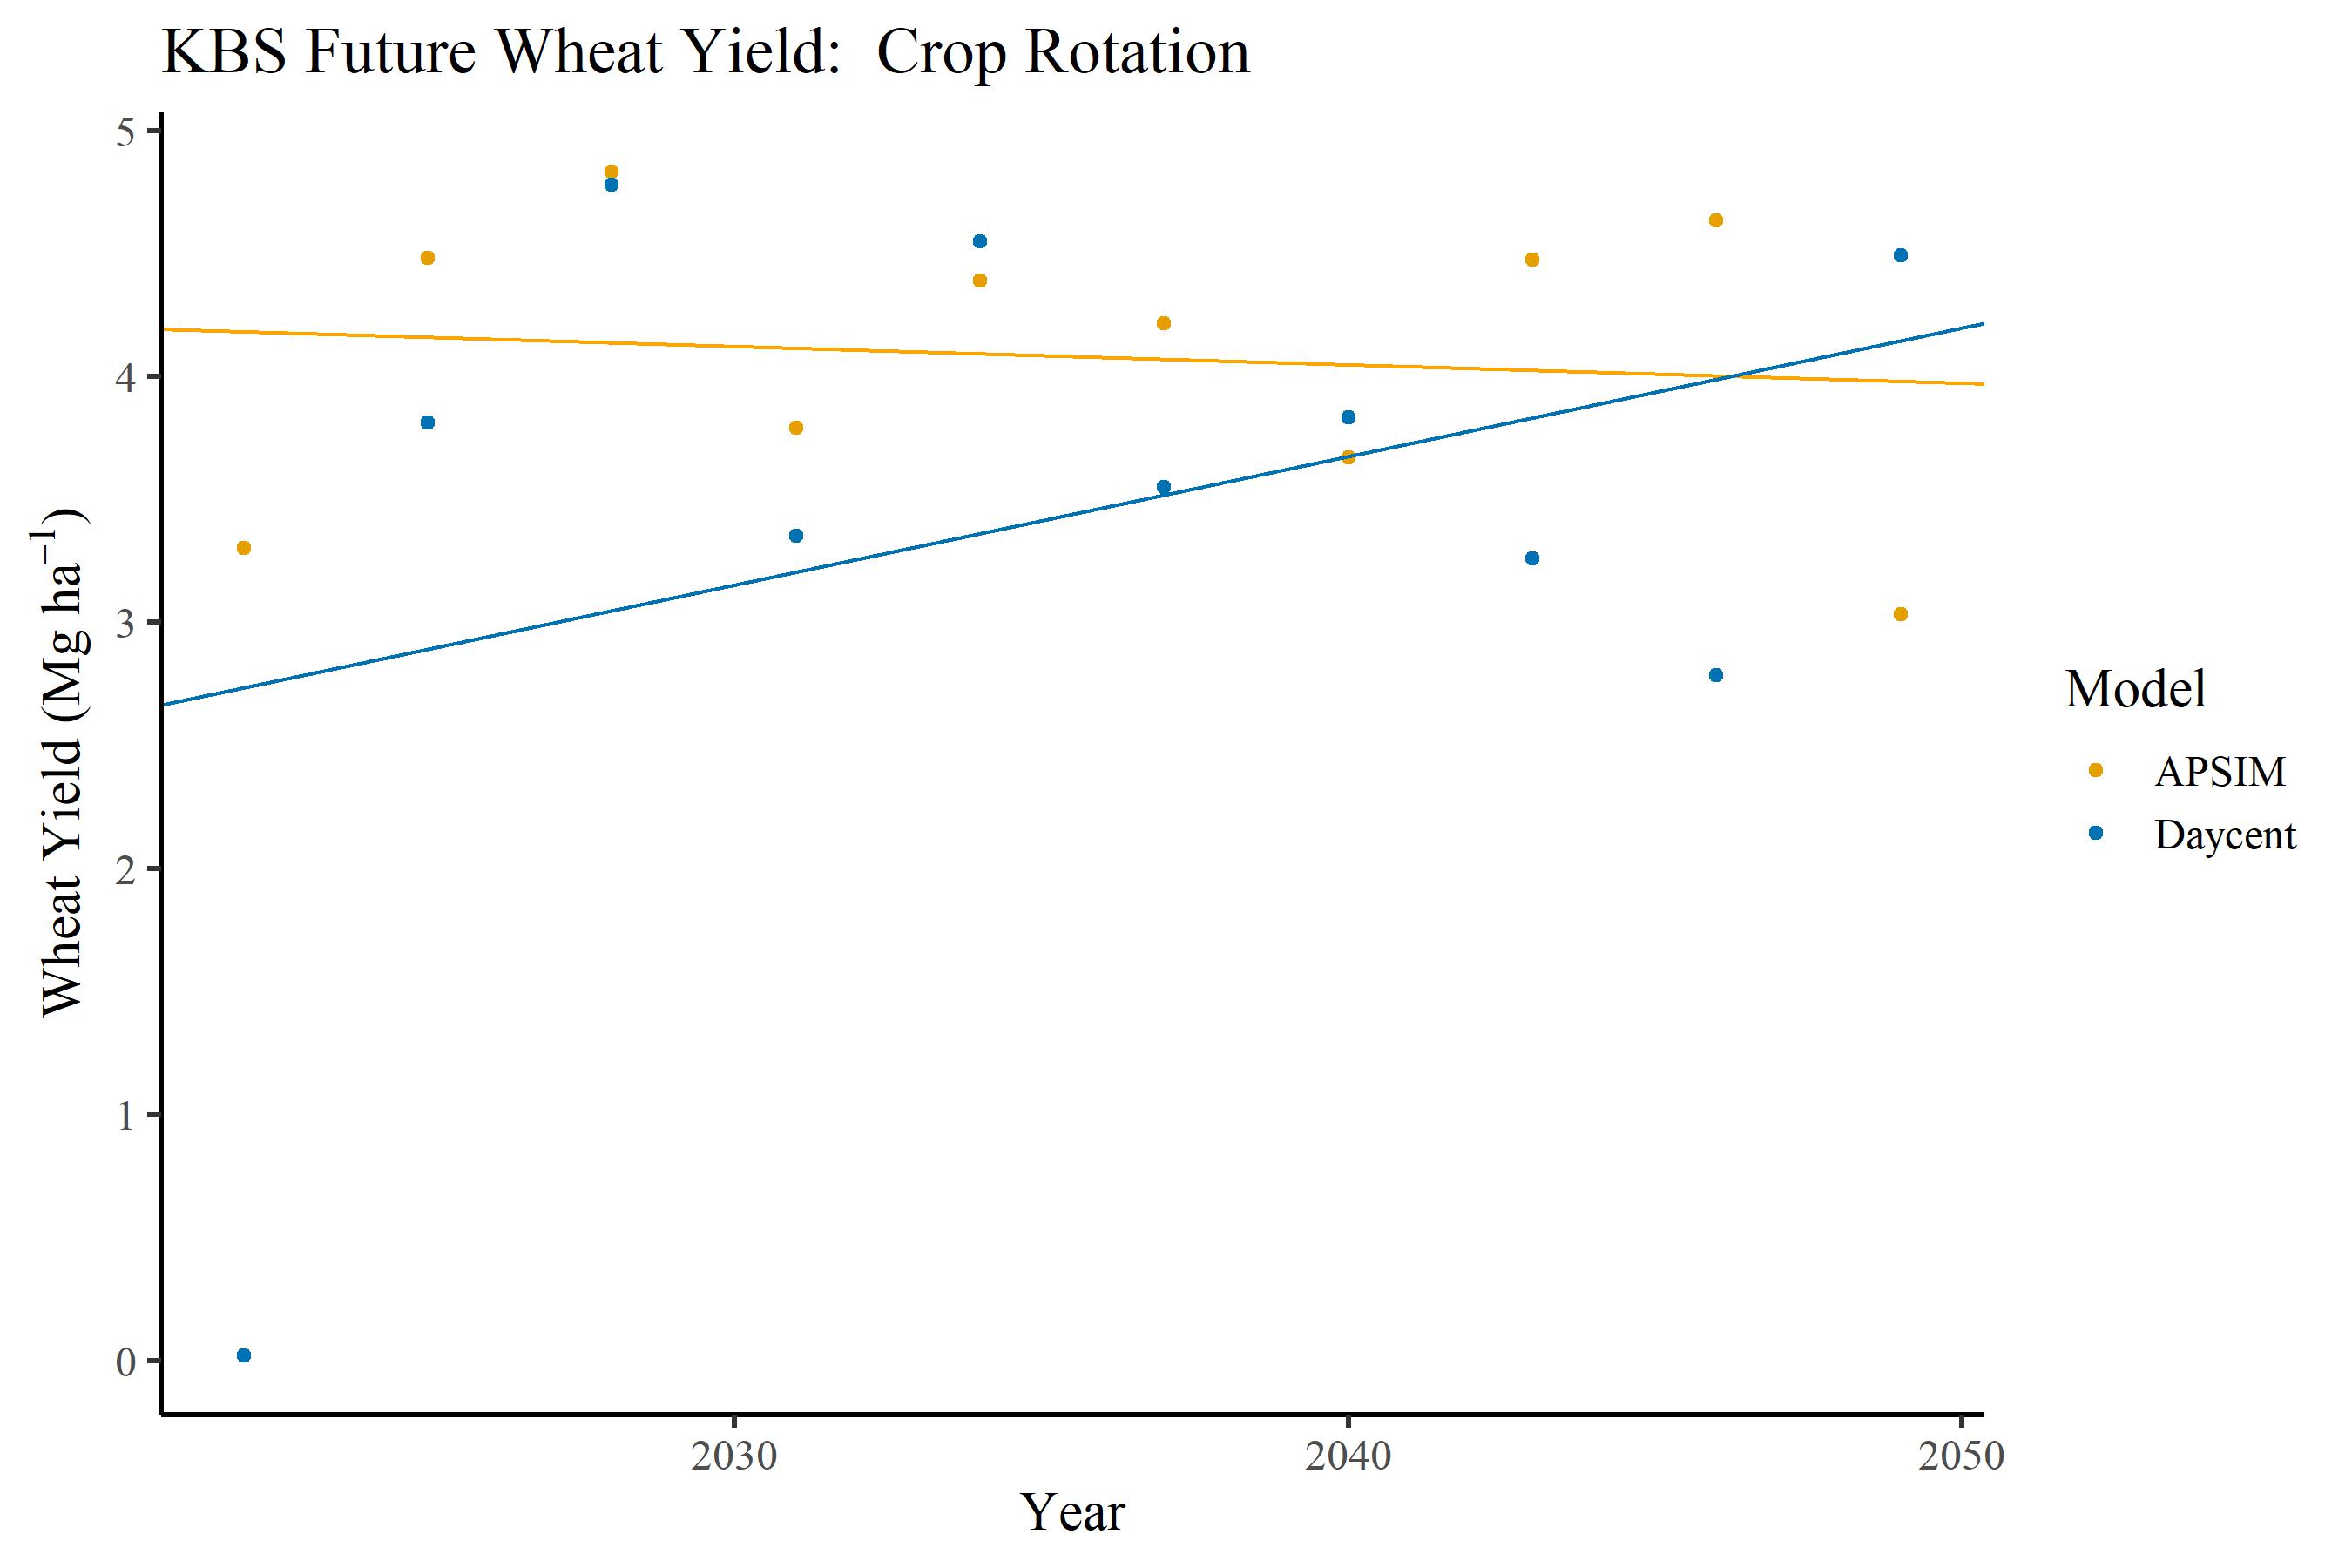 KBS Future Wheat Yield:  Crop Rotation
Wheat Yield (Mg ha⁻¹)
5
4
3
2
1
0
2030
2040
2050
Year
Model
APSIM
Daycent